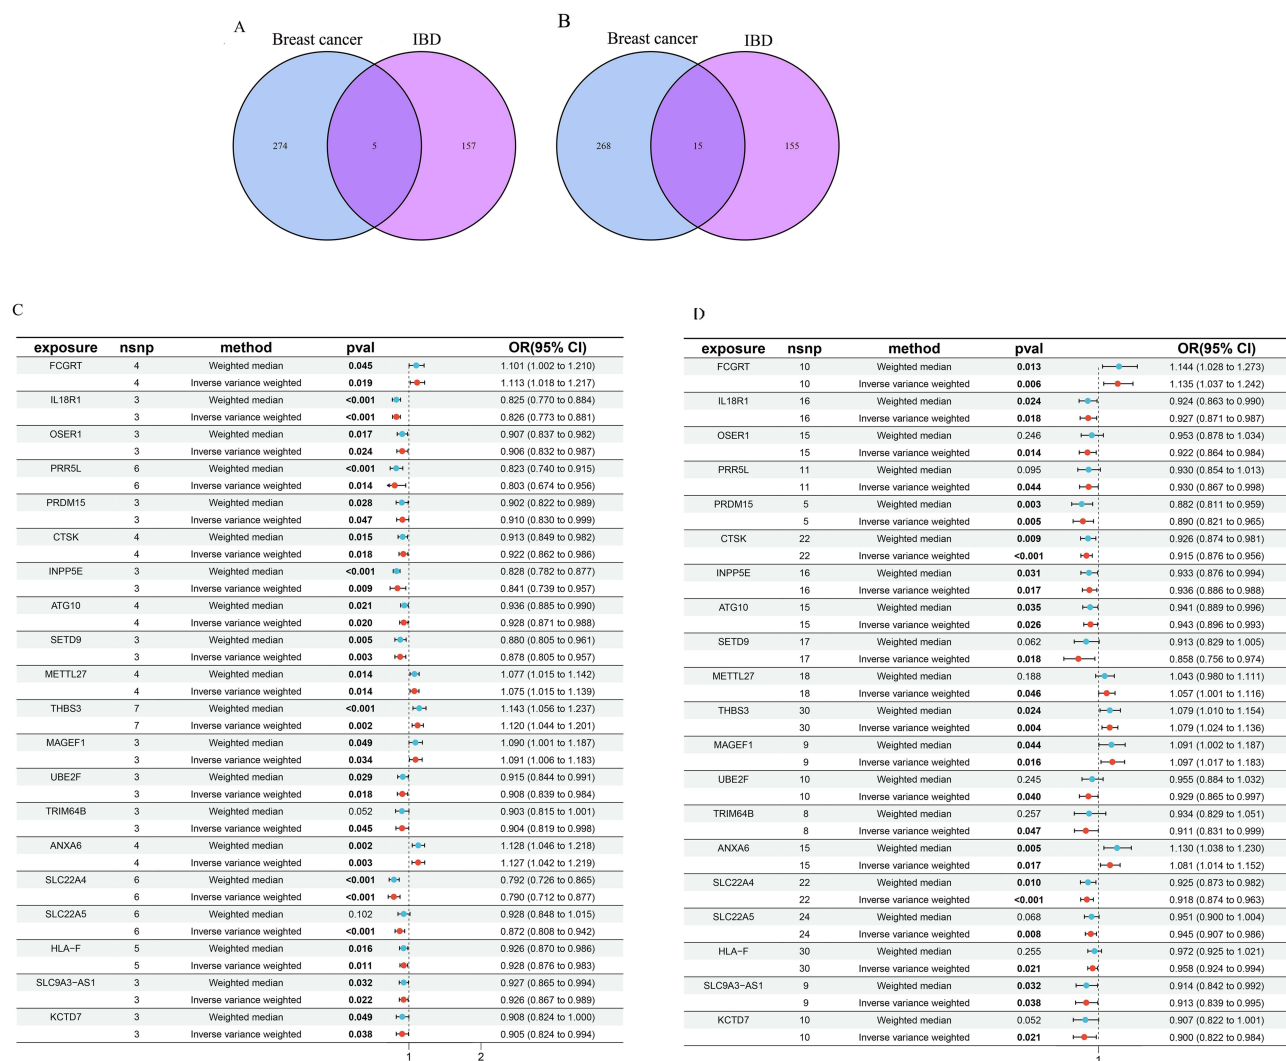 A
B
Breast cancer IBD
Breast cancer IBD
274 5 157
268 15 155
C
exposure nsnp method pval OR(95% CI)
FCGRT 4 Weighted median 0.045 1.101 (1.002 to 1.210)
4 Inverse variance weighted 0.019 1.113 (1.018 to 1.217)
IL18R1 3 Weighted median <0.001 0.825 (0.770 to 0.884)
3 Inverse variance weighted <0.001 0.826 (0.773 to 0.881)
OSER1 3 Weighted median 0.017 0.907 (0.837 to 0.982)
3 Inverse variance weighted 0.024 0.906 (0.832 to 0.987)
PRR5L 6 Weighted median <0.001 0.823 (0.740 to 0.915)
6 Inverse variance weighted 0.014 0.803 (0.674 to 0.956)
PRDM15 3 Weighted median 0.028 0.902 (0.822 to 0.989)
3 Inverse variance weighted 0.047 0.910 (0.830 to 0.999)
CTSK 4 Weighted median 0.015 0.913 (0.849 to 0.982)
4 Inverse variance weighted 0.018 0.922 (0.862 to 0.986)
INPP5E 3 Weighted median <0.001 0.828 (0.782 to 0.877)
3 Inverse variance weighted 0.009 0.841 (0.739 to 0.957)
ATG10 4 Weighted median 0.021 0.936 (0.885 to 0.990)
4 Inverse variance weighted 0.020 0.928 (0.871 to 0.988)
SETD9 3 Weighted median 0.005 0.880 (0.805 to 0.961)
3 Inverse variance weighted 0.003 0.878 (0.805 to 0.957)
METTL27 4 Weighted median 0.014 1.077 (1.015 to 1.142)
4 Inverse variance weighted 0.014 1.075 (1.015 to 1.139)
THBS3 7 Weighted median <0.001 1.143 (1.056 to 1.237)
7 Inverse variance weighted 0.002 1.120 (1.044 to 1.201)
MAGEF1 3 Weighted median 0.049 1.090 (1.001 to 1.187)
3 Inverse variance weighted 0.034 1.091 (1.006 to 1.183)
UBE2F 3 Weighted median 0.029 0.915 (0.844 to 0.991)
3 Inverse variance weighted 0.018 0.908 (0.839 to 0.984)
TRIM64B 3 Weighted median 0.052 0.903 (0.815 to 1.001)
3 Inverse variance weighted 0.045 0.904 (0.819 to 0.998)
ANXA6 4 Weighted median 0.002 1.128 (1.046 to 1.218)
4 Inverse variance weighted 0.003 1.127 (1.042 to 1.219)
SLC22A4 6 Weighted median <0.001 0.792 (0.726 to 0.865)
6 Inverse variance weighted <0.001 0.790 (0.712 to 0.877)
SLC22A5 6 Weighted median 0.102 0.928 (0.848 to 1.015)
6 Inverse variance weighted <0.001 0.872 (0.808 to 0.942)
HLA−F 5 Weighted median 0.016 0.926 (0.870 to 0.986)
5 Inverse variance weighted 0.011 0.928 (0.876 to 0.983)
SLC9A3−AS1 3 Weighted median 0.032 0.927 (0.865 to 0.994)
3 Inverse variance weighted 0.022 0.926 (0.867 to 0.989)
KCTD7 3 Weighted median 0.049 0.908 (0.824 to 1.000)
3 Inverse variance weighted 0.038 0.905 (0.824 to 0.994)
1 2
D
exposure nsnp method pval OR(95% CI)
FCGRT 10 Weighted median 0.013 1.144 (1.028 to 1.273)
10 Inverse variance weighted 0.006 1.135 (1.037 to 1.242)
IL18R1 16 Weighted median 0.024 0.924 (0.863 to 0.990)
16 Inverse variance weighted 0.018 0.927 (0.871 to 0.987)
OSER1 15 Weighted median 0.246 0.953 (0.878 to 1.034)
15 Inverse variance weighted 0.014 0.922 (0.864 to 0.984)
PRR5L 11 Weighted median 0.095 0.930 (0.854 to 1.013)
11 Inverse variance weighted 0.044 0.930 (0.867 to 0.998)
PRDM15 5 Weighted median 0.003 0.882 (0.811 to 0.959)
5 Inverse variance weighted 0.005 0.890 (0.821 to 0.965)
CTSK 22 Weighted median 0.009 0.926 (0.874 to 0.981)
22 Inverse variance weighted <0.001 0.915 (0.876 to 0.956)
INPP5E 16 Weighted median 0.031 0.933 (0.876 to 0.994)
16 Inverse variance weighted 0.017 0.936 (0.886 to 0.988)
ATG10 15 Weighted median 0.035 0.941 (0.889 to 0.996)
15 Inverse variance weighted 0.026 0.943 (0.896 to 0.993)
SETD9 17 Weighted median 0.062 0.913 (0.829 to 1.005)
17 Inverse variance weighted 0.018 0.858 (0.756 to 0.974)
METTL27 18 Weighted median 0.188 1.043 (0.980 to 1.111)
18 Inverse variance weighted 0.046 1.057 (1.001 to 1.116)
THBS3 30 Weighted median 0.024 1.079 (1.010 to 1.154)
30 Inverse variance weighted 0.004 1.079 (1.024 to 1.136)
MAGEF1 9 Weighted median 0.044 1.091 (1.002 to 1.187)
9 Inverse variance weighted 0.016 1.097 (1.017 to 1.183)
UBE2F 10 Weighted median 0.245 0.955 (0.884 to 1.032)
10 Inverse variance weighted 0.040 0.929 (0.865 to 0.997)
TRIM64B 8 Weighted median 0.257 0.934 (0.829 to 1.051)
8 Inverse variance weighted 0.047 0.911 (0.831 to 0.999)
ANXA6 15 Weighted median 0.005 1.130 (1.038 to 1.230)
15 Inverse variance weighted 0.017 1.081 (1.014 to 1.152)
SLC22A4 22 Weighted median 0.010 0.925 (0.873 to 0.982)
22 Inverse variance weighted <0.001 0.918 (0.874 to 0.963)
SLC22A5 24 Weighted median 0.068 0.951 (0.900 to 1.004)
24 Inverse variance weighted 0.008 0.945 (0.907 to 0.986)
HLA−F 30 Weighted median 0.255 0.972 (0.925 to 1.021)
30 Inverse variance weighted 0.021 0.958 (0.924 to 0.994)
SLC9A3−AS1 9 Weighted median 0.032 0.914 (0.842 to 0.992)
9 Inverse variance weighted 0.038 0.913 (0.839 to 0.995)
KCTD7 10 Weighted median 0.052 0.907 (0.822 to 1.001)
10 Inverse variance weighted 0.021 0.900 (0.822 to 0.984)
1